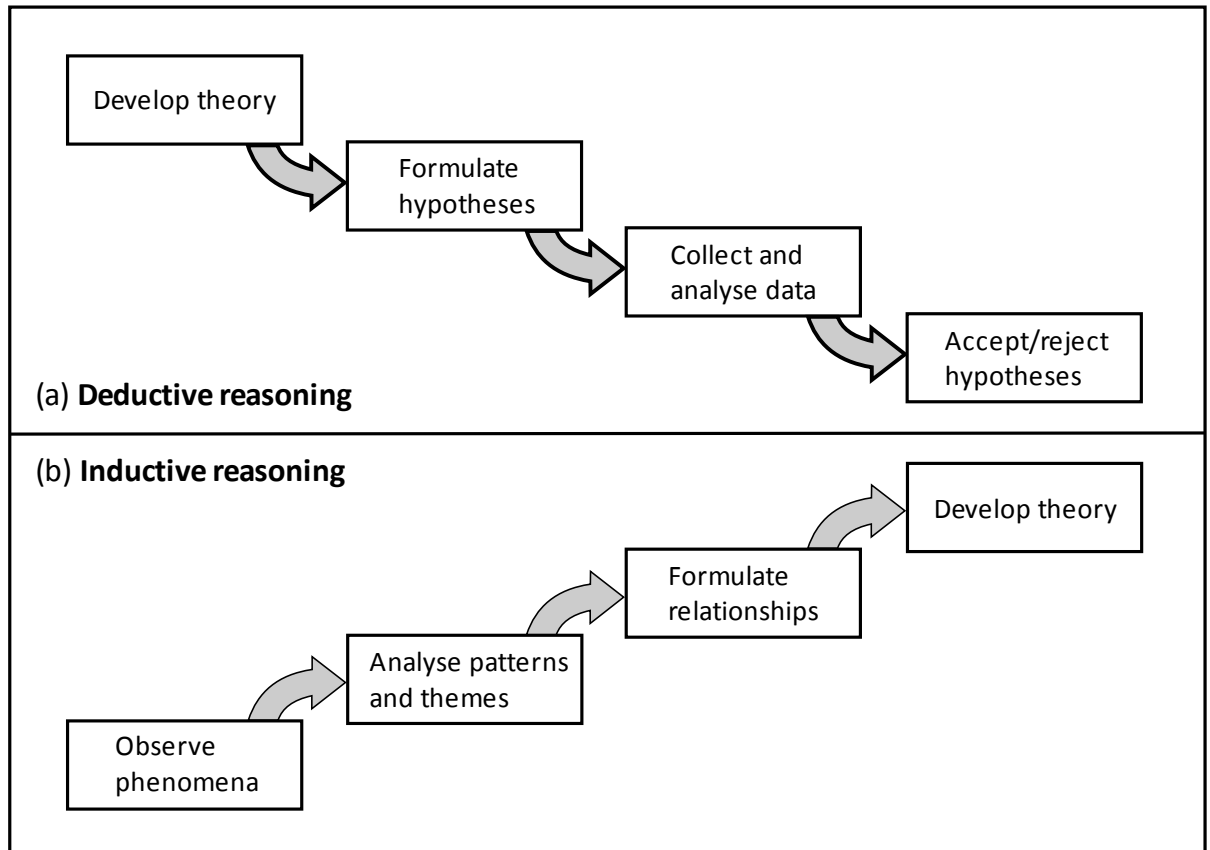 Develop theory
Formulate
hypotheses
Collect and
analyse data
Accept/reject
hypotheses
(a) Deductive reasoning
(b) Inductive reasoning
Develop theory
Formulate
relationships
Analyse patterns
and themes
Observe
phenomena